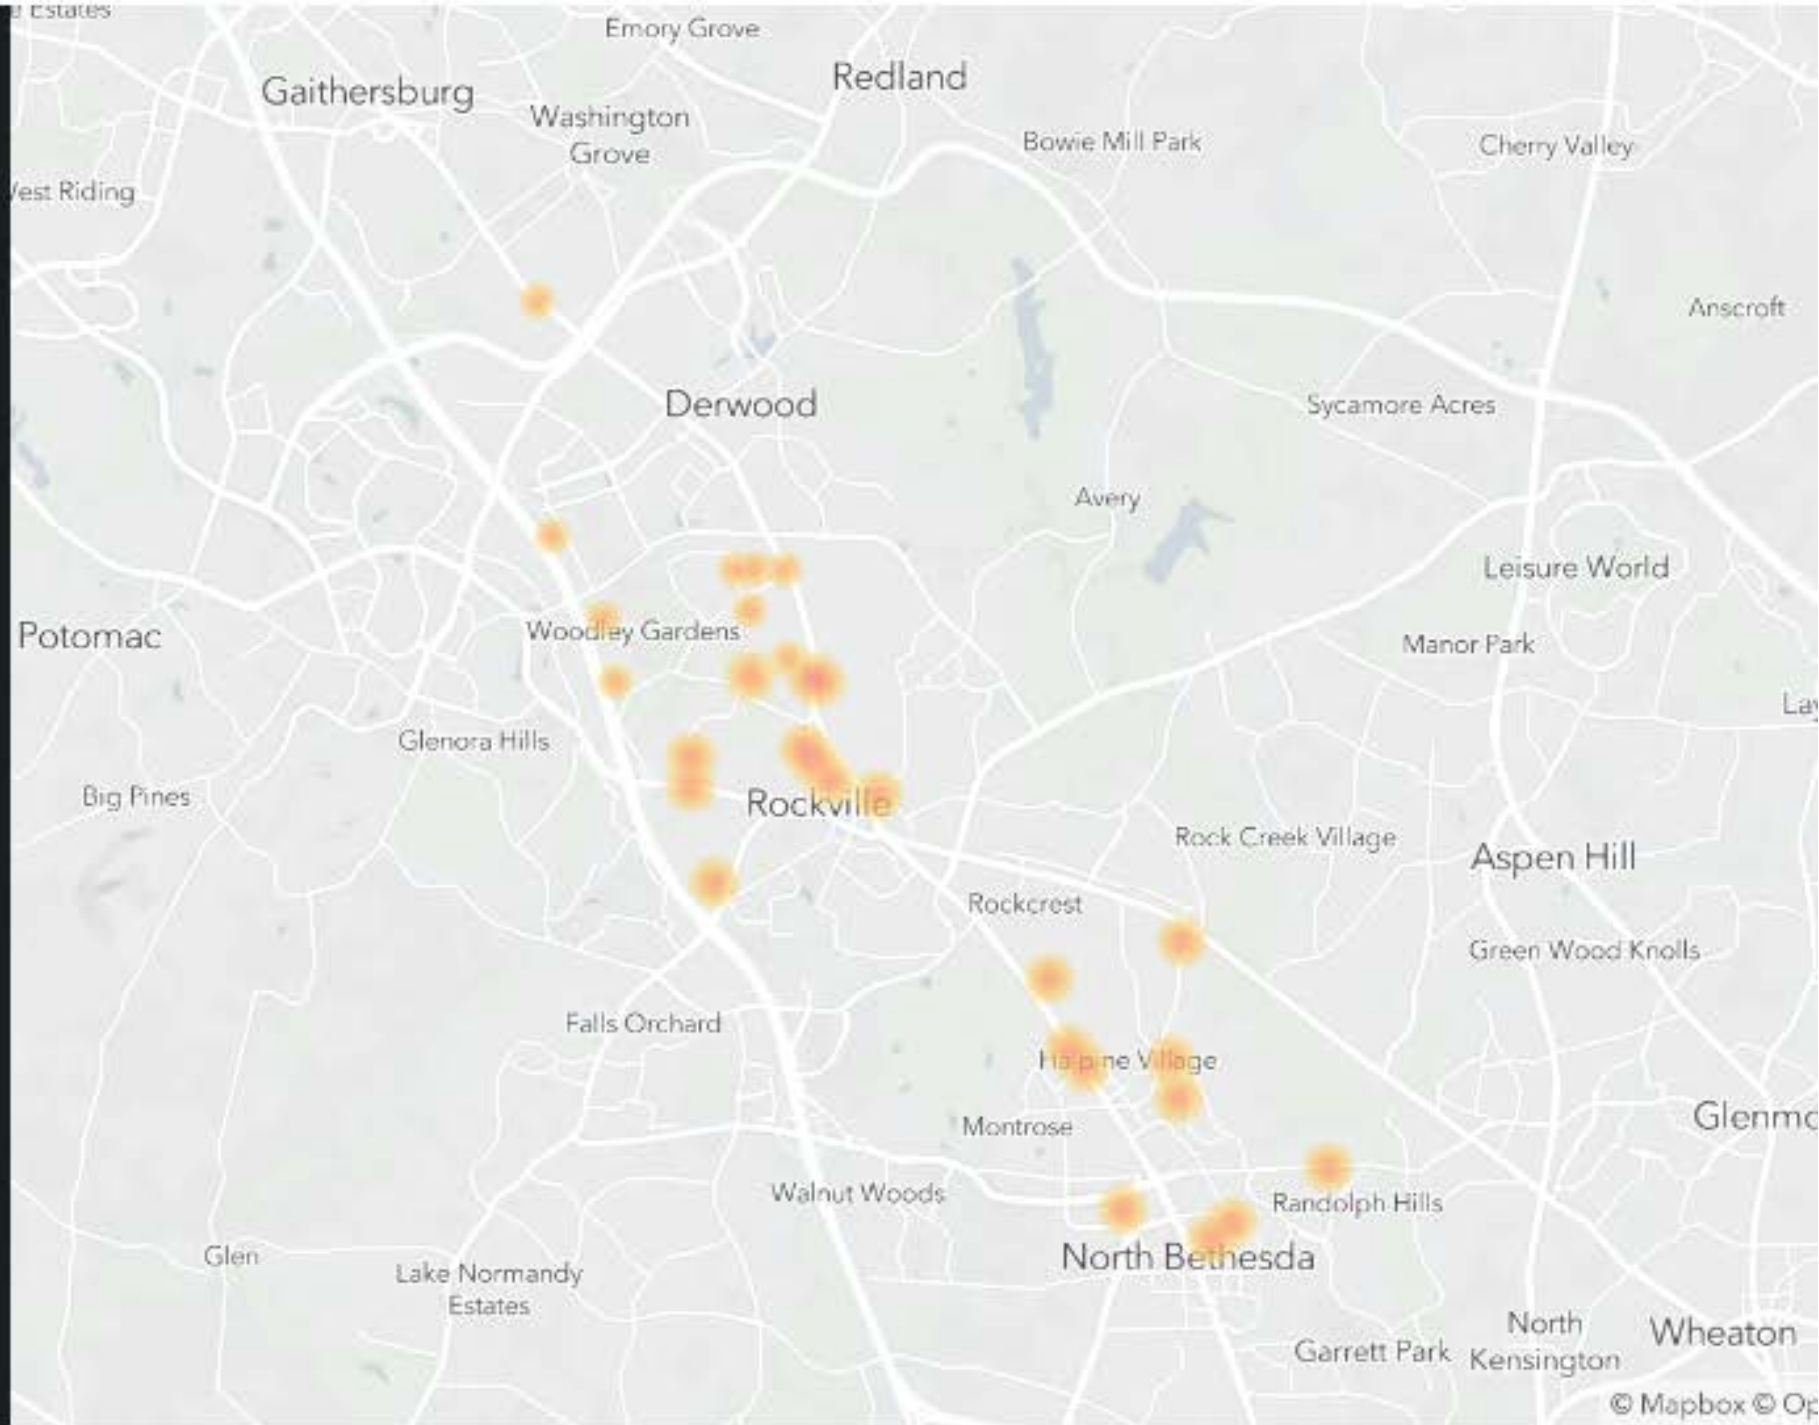 Estates
Emory Grove
Redland
Gaithersburg
Washington
Grove
Bowie Mill Park
Cherry Valley
Riding
Anscroft
Derwood
Sycamore Acres
Avery
Leisure World
Potomac
Woodley Gardens
Manor Park
Glenora Hills
Big Pines
Rockville
Rock Creek Village
Aspen Hill
Rockcrest
Green Wood Knolls
Falls Orchard
Halpine Village
Montrose
Walnut Woods
Randolph Hills
Glen
North Bethesda
Lake Normandy
Estates
North
Kensington
Wheaton
Garrett Park
© Mapbox ©